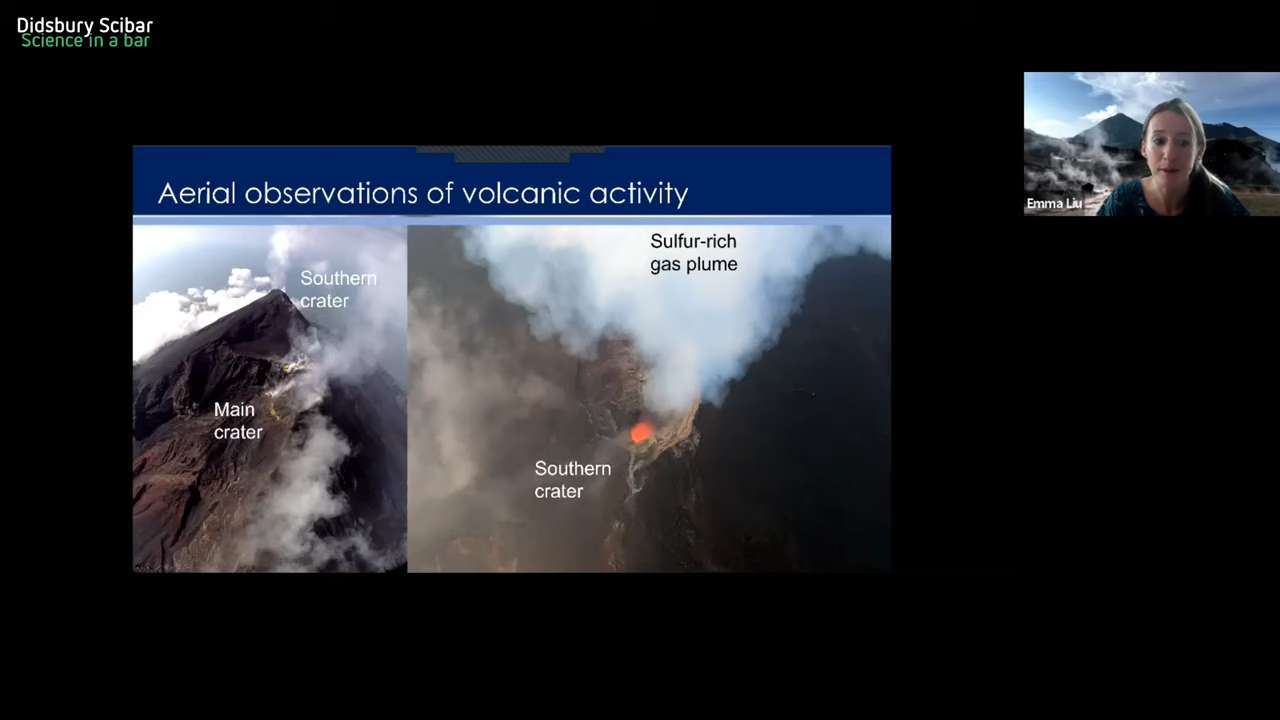 Didsbury Scibar
Science in a bar
Emma Liu
Aerial observations of volcanic activity
Southern
crater
Main
crater
Sulfur-rich
gas plume
Southern
crater